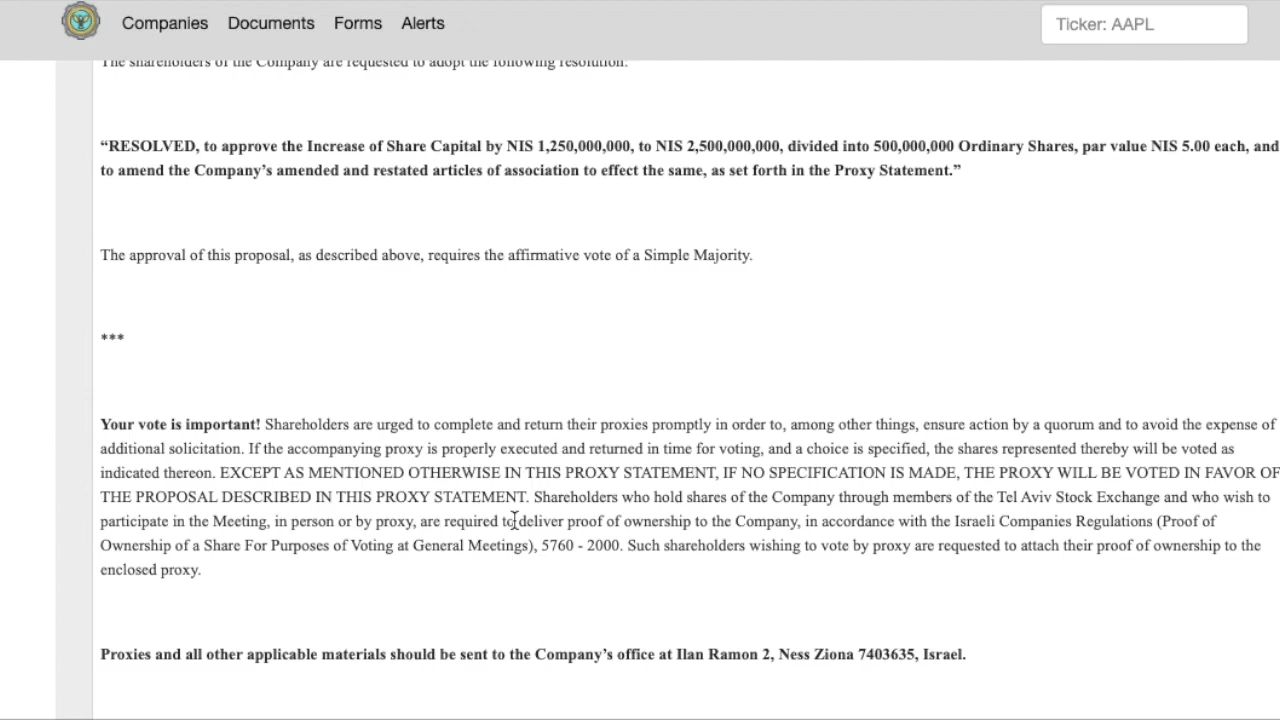 Companies Documents Forms Alerts Ticker: AAPL
The shareholders of the Company are requested to adopt the following resolution:
“RESOLVED, to approve the Increase of Share Capital by NIS 1,250,000,000, to NIS 2,500,000,000, divided into 500,000,000 Ordinary Shares, par value NIS 5.00 each, and
to amend the Company’s amended and restated articles of association to effect the same, as set forth in the Proxy Statement.”
The approval of this proposal, as described above, requires the affirmative vote of a Simple Majority.
***
Your vote is important! Shareholders are urged to complete and return their proxies promptly in order to, among other things, ensure action by a quorum and to avoid the expense of
additional solicitation. If the accompanying proxy is properly executed and returned in time for voting, and a choice is specified, the shares represented thereby will be voted as
indicated thereon. EXCEPT AS MENTIONED OTHERWISE IN THIS PROXY STATEMENT, IF NO SPECIFICATION IS MADE, THE PROXY WILL BE VOTED IN FAVOR OF
THE PROPOSAL DESCRIBED IN THIS PROXY STATEMENT. Shareholders who hold shares of the Company through members of the Tel Aviv Stock Exchange and who wish to
participate in the Meeting, in person or by proxy, are required to deliver proof of ownership to the Company, in accordance with the Israeli Companies Regulations (Proof of
Ownership of a Share For Purposes of Voting at General Meetings), 5760 - 2000. Such shareholders wishing to vote by proxy are requested to attach their proof of ownership to the
enclosed proxy.
Proxies and all other applicable materials should be sent to the Company’s office at Ilan Ramon 2, Ness Ziona 7403635, Israel.